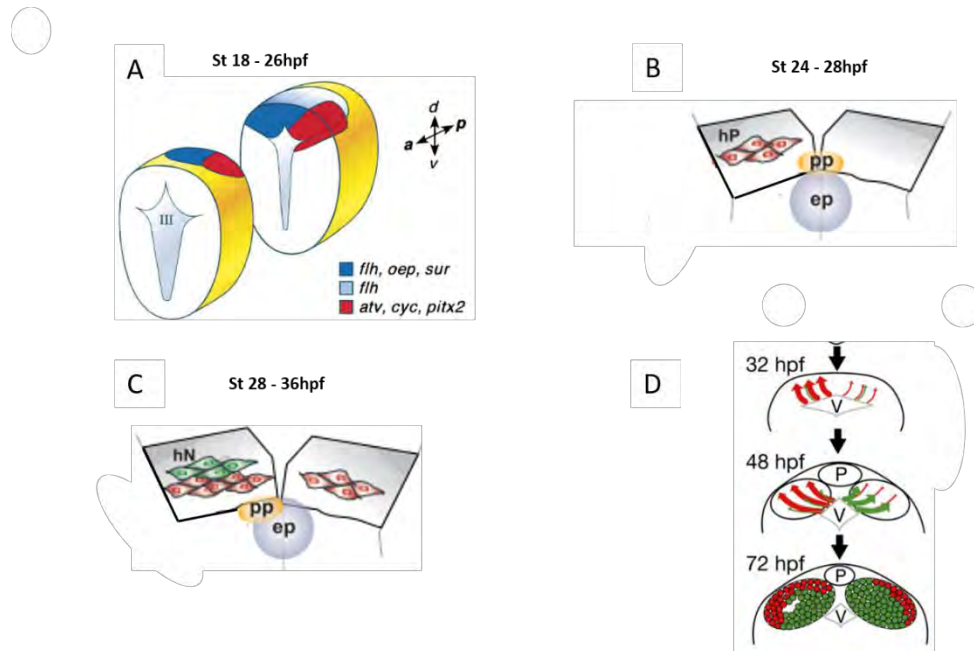 A
St 18 - 26hpf
d
a
p
v
III
flh, oep, sur
flh
atv, cyc, pitx2
B
St 24 - 28hpf
hP
pp
ep
C
St 28 - 36hpf
hN
pp
ep
D
32 hpf
V
48 hpf
P
V
72 hpf
P
V